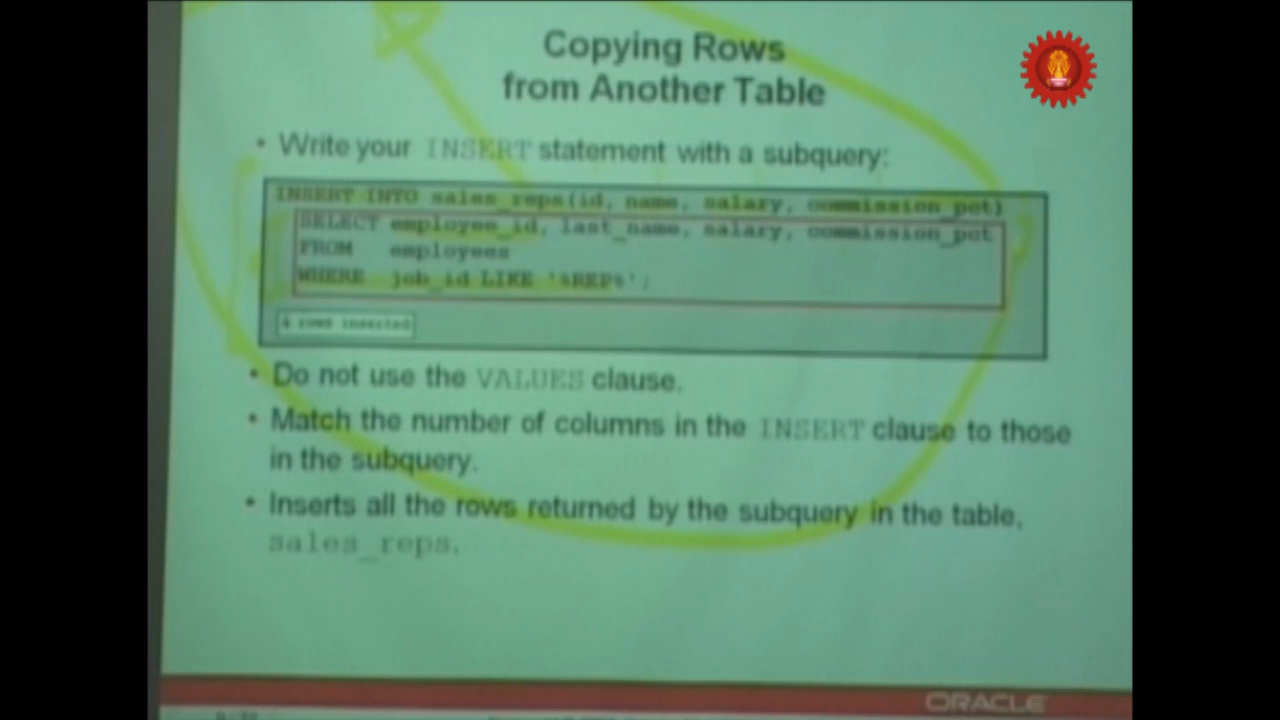 Copying Rows
from Another Table
• Write your INSERT statement with a subquery:
INSERT INTO sales_reps(id, name, salary, commission_pct)
SELECT employee_id, last_name, salary, commission_pct
FROM employees
WHERE job_id LIKE '%REP%';
4 rows inserted
• Do not use the VALUES clause.
• Match the number of columns in the INSERT clause to those
in the subquery.
• Inserts all the rows returned by the subquery in the table,
sales_reps.
ORACLE